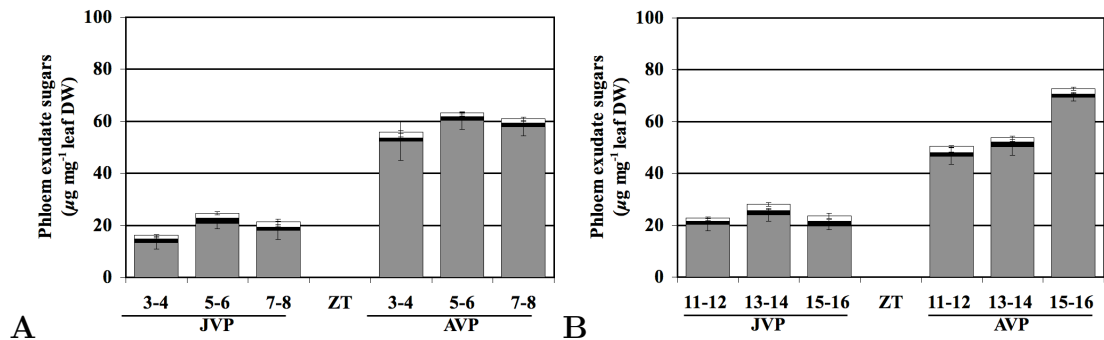 100
80
60
40
20
0
Phloem exudate sugars
(µg mg⁻¹ leaf DW)
3-4 5-6 7-8 ZT 3-4 5-6 7-8
JVP AVP
A
100
80
60
40
20
0
Phloem exudate sugars
(µg mg⁻¹ leaf DW)
11-12 13-14 15-16 ZT 11-12 13-14 15-16
JVP AVP
B